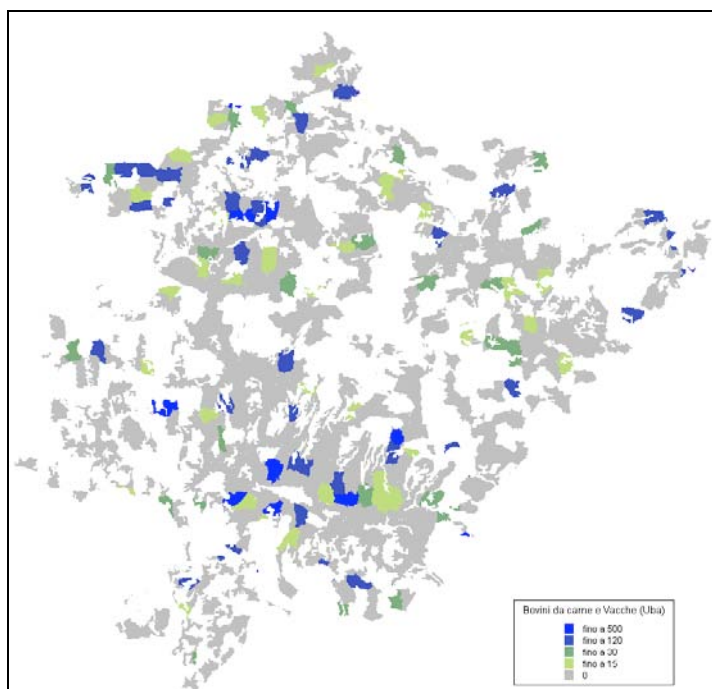 Bovini da carne e Vacche (Uba)
fino a 500
fino a 120
fino a 30
fino a 15
0